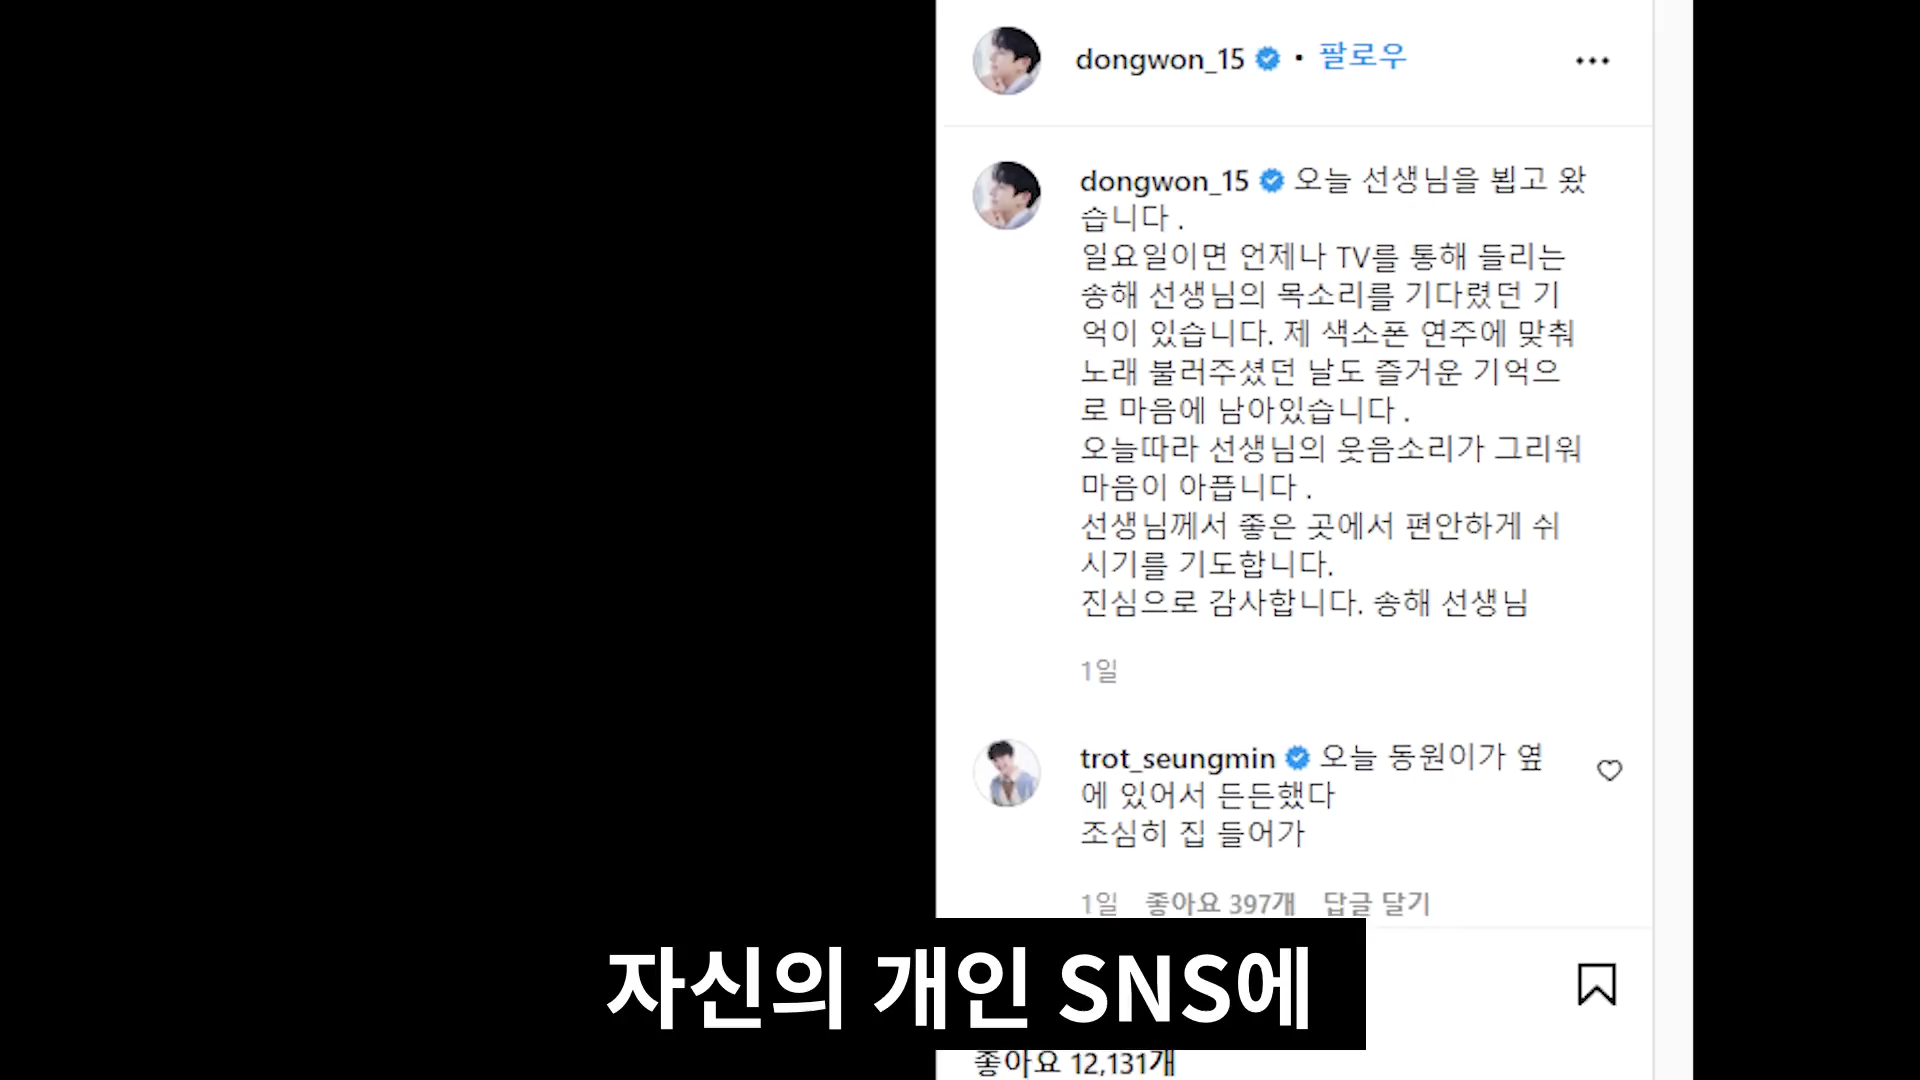 dongwon_15 • 팔로우
dongwon_15 오늘 선생님을 뵙고 왔
습니다 .
일요일이면 언제나 TV를 통해 들리는
송해 선생님의 목소리를 기다렸던 기
억이 있습니다. 제 색소폰 연주에 맞춰
노래 불러주셨던 날도 즐거운 기억으
로 마음에 남아있습니다 .
오늘따라 선생님의 웃음소리가 그리워
마음이 아픕니다 .
선생님께서 좋은 곳에서 편안하게 쉬
시기를 기도합니다.
진심으로 감사합니다. 송해 선생님
1일
trot_seungmin 오늘 동원이가 옆
에 있어서 든든했다
조심히 집 들어가
1일 좋아요 397개 답글 달기
자신의 개인 SNS에
좋아요 12,131개